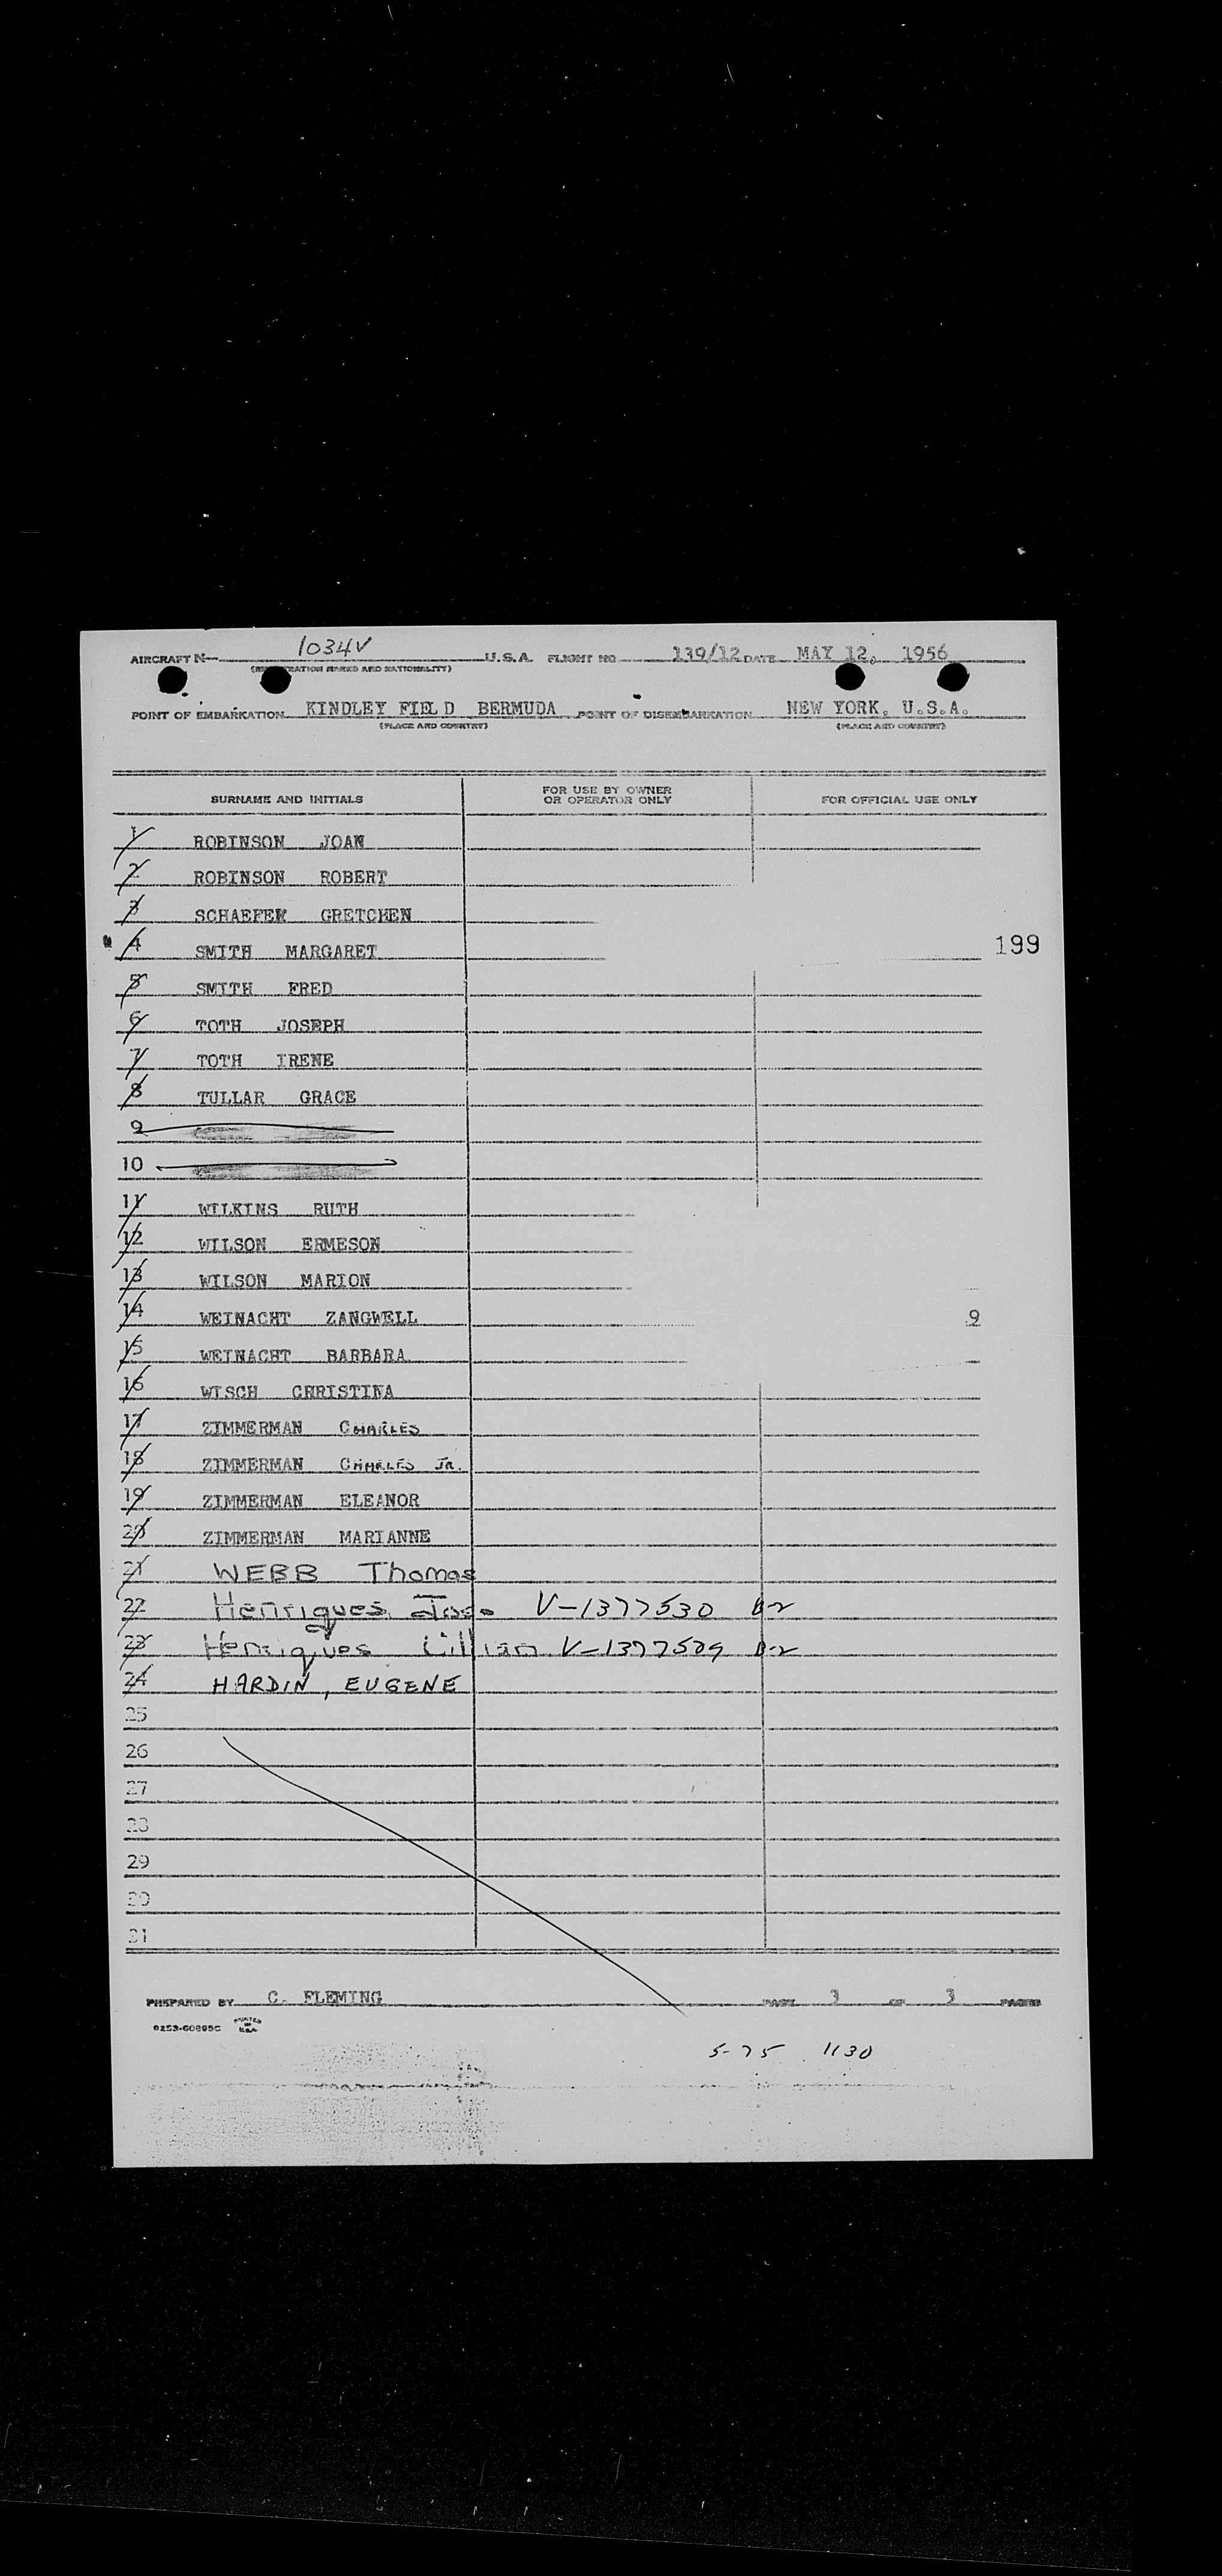 AIRCRAFT N— 1034V U.S.A. FLIGHT NO 139/12 DATE MAY 12, 1956
(REGISTRATION MARKS AND NATIONALITY)
POINT OF EMBARKATION KINDLEY FIELD BERMUDA POINT OF DISEMBARKATION NEW YORK, U.S.A.
(PLACE AND COUNTRY) (PLACE AND COUNTRY)
SURNAME AND INITIALS FOR USE BY OWNER OR OPERATOR ONLY FOR OFFICIAL USE ONLY
1 ROBINSON JOAN
2 ROBINSON ROBERT
3 SCHAEFER GRETCHEN
4 SMITH MARGARET 199
5 SMITH FRED
6 TOTH JOSEPH
7 TOTH IRENE
8 TULLAR GRACE
9
10
11 WILKINS RUTH
12 WILSON ERMESON
13 WILSON MARION
14 WEINACHT ZANGWELL 9
15 WEINACHT BARBARA
16 WISCH CHRISTINA
17 ZIMMERMAN CHARLES
18 ZIMMERMAN CHARLES JR.
19 ZIMMERMAN ELEANOR
20 ZIMMERMAN MARIANNE
21 WEBB Thomas
22 Henriques V-1377530 B-2
23 Henriques Lillian V-1377509 B-2
24 HARDIN, EUGENE
25
26
27
28
29
30
31
PREPARED BY C. FLEMING PAGE 3 OF 3 PAGES
PRINTED IN U.S.A.
5-75 1130